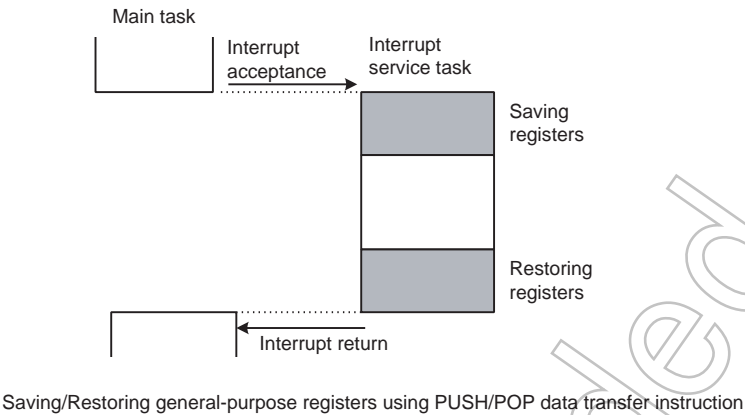 Main task
Interrupt
acceptance
Interrupt
service task
Saving
registers
Restoring
registers
Interrupt return
Saving/Restoring general-purpose registers using PUSH/POP data transfer instruction